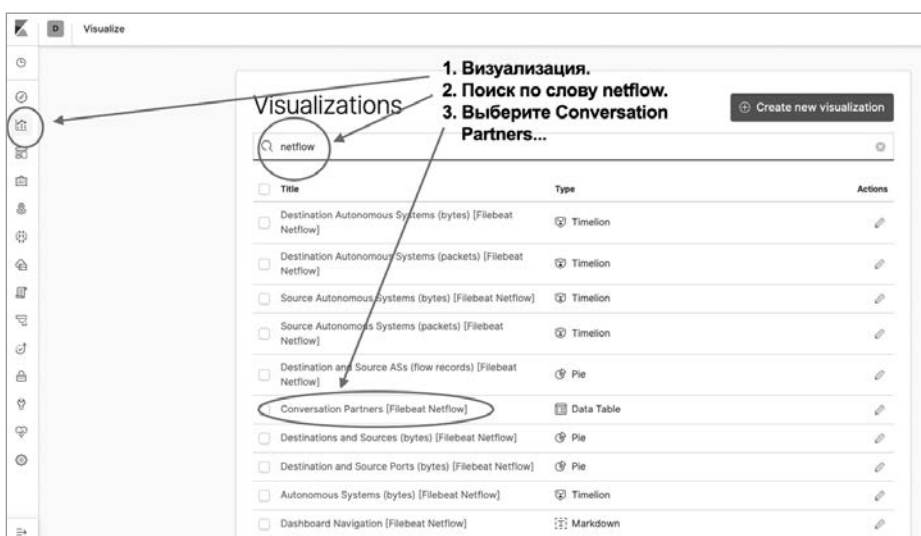 D Visualize
1. Визуализация.
2. Поиск по слову netflow.
3. Выберите Conversation
Partners...
Visualizations
Create new visualization
netflow
Title Type Actions
Destination Autonomous Systems (bytes) [Filebeat
Netflow] Timelion
Destination Autonomous Systems (packets) [Filebeat
Netflow] Timelion
Source Autonomous Systems (bytes) [Filebeat Netflow] Timelion
Source Autonomous Systems (packets) [Filebeat
Netflow] Timelion
Destination and Source ASs (flow records) [Filebeat
Netflow] Pie
Conversation Partners [Filebeat Netflow] Data Table
Destinations and Sources (bytes) [Filebeat Netflow] Pie
Destination and Source Ports (bytes) [Filebeat Netflow] Pie
Autonomous Systems (bytes) [Filebeat Netflow] Timelion
Dashboard Navigation [Filebeat Netflow] Markdown